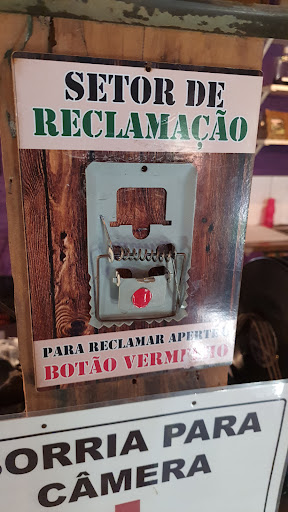 SETOR DE
RECLAMAÇÃO
PARA RECLAMAR APERTE O
BOTÃO VERMELHO
SORRIA PARA
CÂMERA